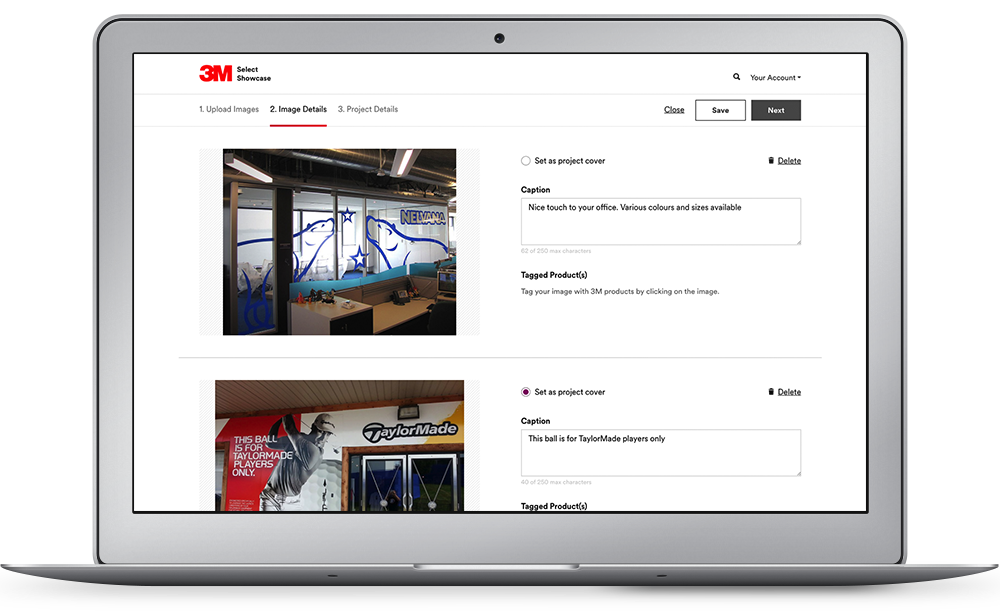 3M Select
Showcase
Your Account
1. Upload Images 2. Image Details 3. Project Details Close Save Next
NELVANA
Set as project cover Delete
Caption
Nice touch to your office. Various colours and sizes available
62 of 250 max characters
Tagged Product(s)
Tag your image with 3M products by clicking on the image.
THIS BALL
IS FOR
TAYLORMADE
PLAYERS
ONLY.
TaylorMade
Set as project cover Delete
Caption
This ball is for TaylorMade players only
40 of 250 max characters
Tagged Product(s)